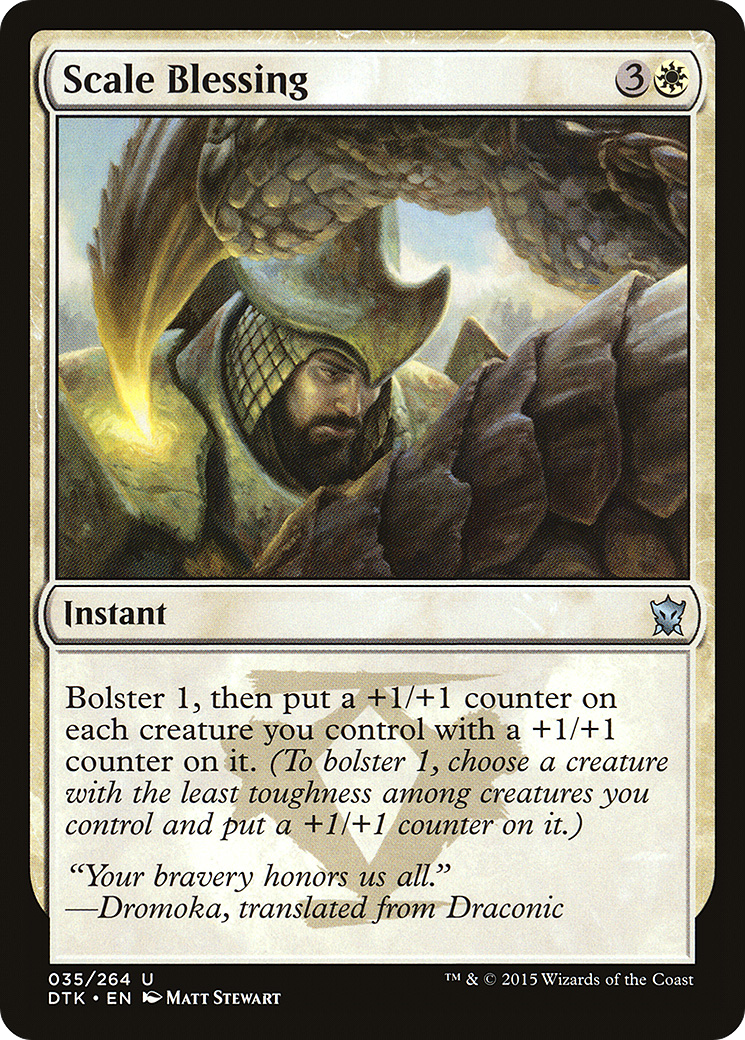 Scale Blessing 3
Instant
Bolster 1, then put a +1/+1 counter on
each creature you control with a +1/+1
counter on it. (To bolster 1, choose a creature
with the least toughness among creatures you
control and put a +1/+1 counter on it.)
“Your bravery honors us all.”
—Dromoka, translated from Draconic
035/264 U
DTK • EN MATT STEWART
™ & © 2015 Wizards of the Coast